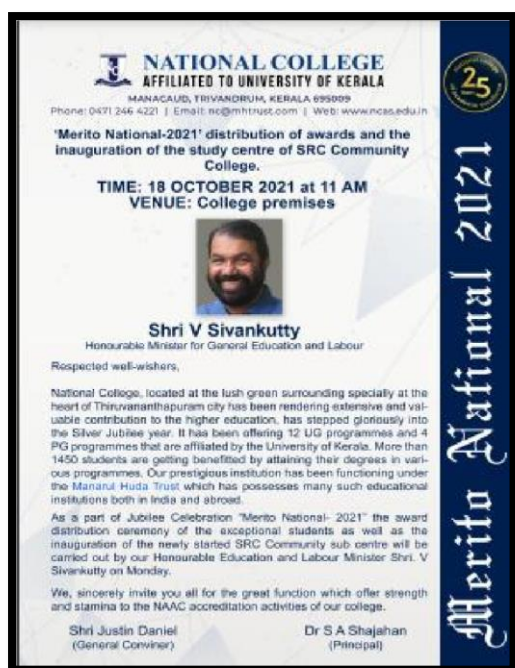 NATIONAL COLLEGE
AFFILIATED TO UNIVERSITY OF KERALA
MANACAUD, TRIVANDRUM, KERALA 695009
Phone: 0471 246 4221 | Email: nc@mhtrust.com | Web: www.ncas.edu.in
'Merito National-2021' distribution of awards and the
inauguration of the study centre of SRC Community
College.
TIME: 18 OCTOBER 2021 at 11 AM
VENUE: College premises
Shri V Sivankutty
Honourable Minister for General Education and Labour
Respected well-wishers,
National College, located at the lush green surrounding specially at the
heart of Thiruvananthapuram city has been rendering extensive and val-
uable contribution to the higher education, has stepped gloriously into
the Silver Jubilee year. It has been offering 12 UG programmes and 4
PG programmes that are affiliated by the University of Kerala. More than
1450 students are getting benefitted by attaining their degrees in vari-
ous programmes. Our prestigious institution has been functioning under
the Manarul Huda Trust which has possesses many such educational
institutions both in India and abroad.
As a part of Jubilee Celebration "Merito National- 2021" the award
distribution ceremony of the exceptional students as well as the
inauguration of the newly started SRC Community sub centre will be
carried out by our Honourable Education and Labour Minister Shri. V
Sivankutty on Monday.
We, sincerely invite you all for the great function which offer strength
and stamina to the NAAC accreditation activities of our college.
Shri Justin Daniel
(General Conviner)
Dr S A Shajahan
(Principal)
25
Merito National 2021